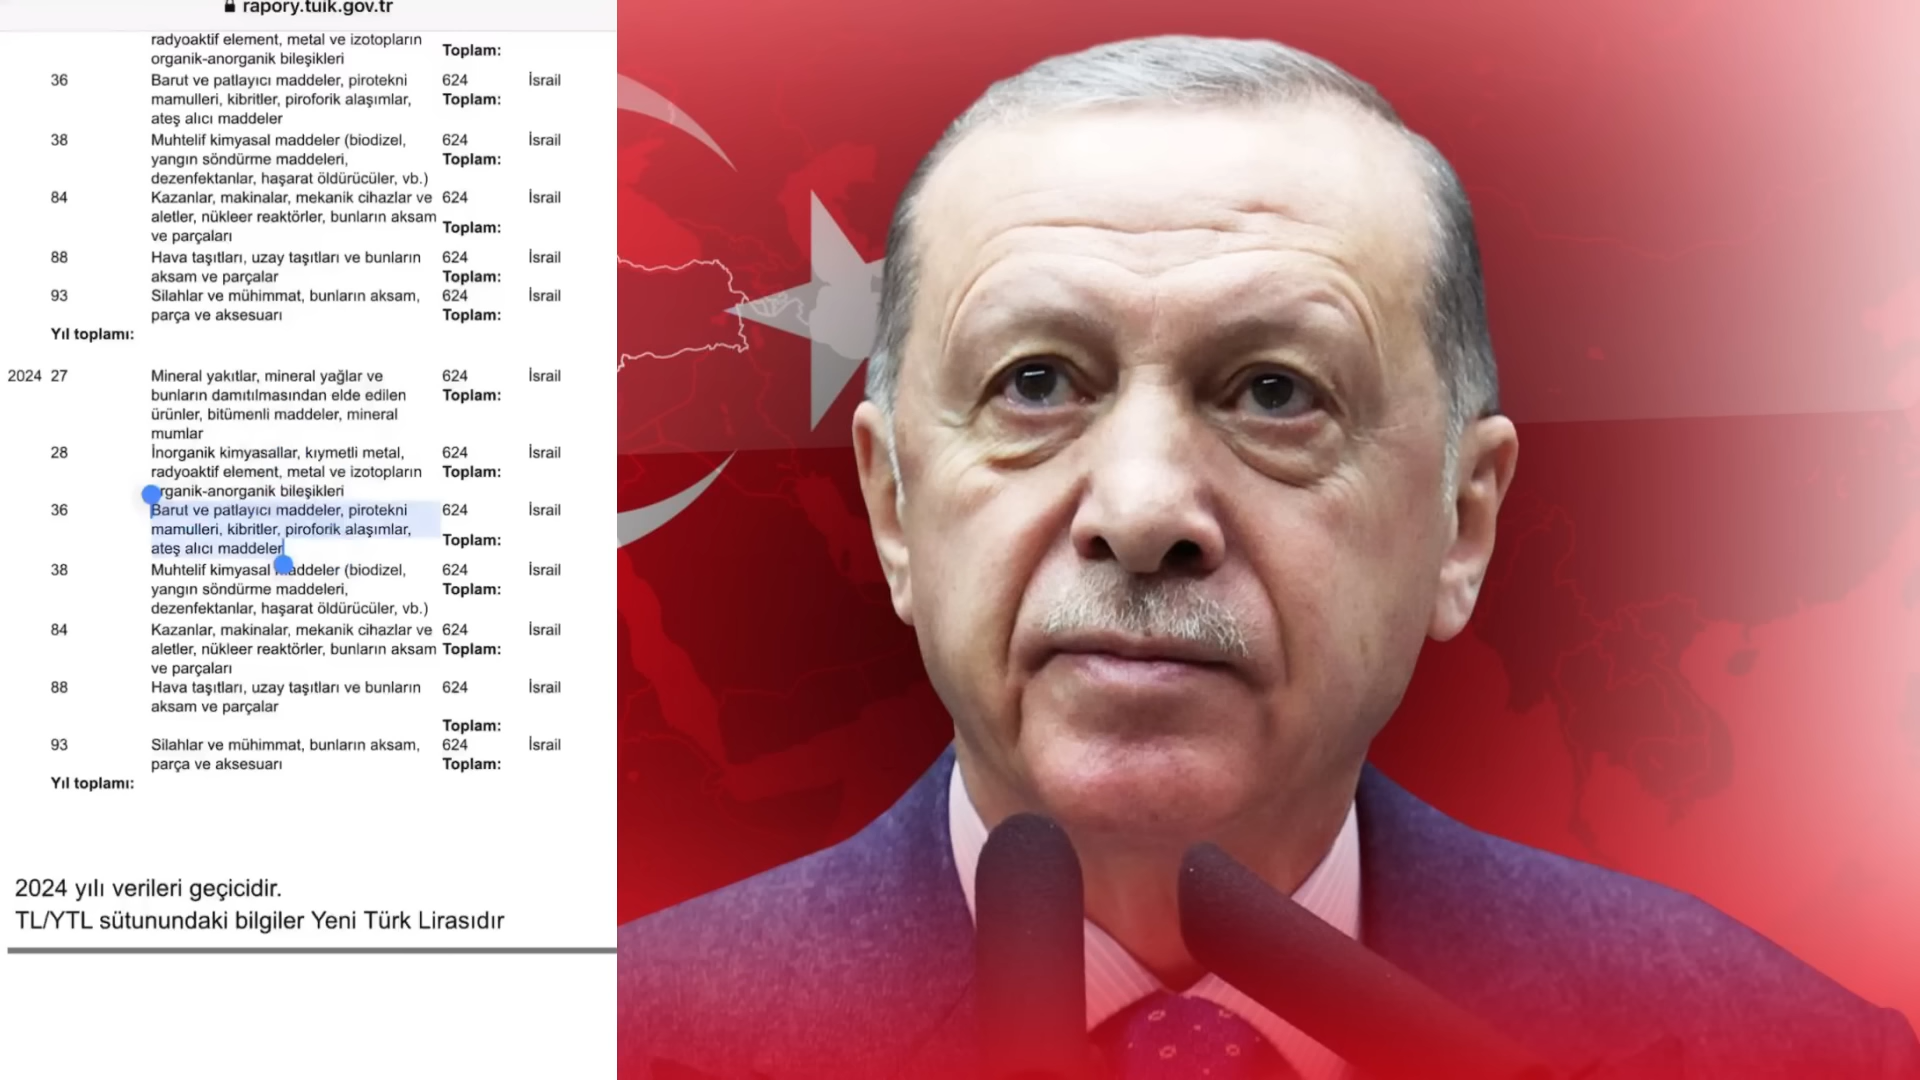 rapory.tuik.gov.tr
radyoaktif element, metal ve izotopların
organik-anorganik bileşikleri Toplam:
36 Barut ve patlayıcı maddeler, pirotekni 624 İsrail
mamulleri, kibritler, piroforik alaşımlar, Toplam:
ateş alıcı maddeler
38 Muhtelif kimyasal maddeler (biodizel, 624 İsrail
yangın söndürme maddeleri, Toplam:
dezenfektanlar, haşarat öldürücüler, vb.)
84 Kazanlar, makinalar, mekanik cihazlar ve 624 İsrail
aletler, nükleer reaktörler, bunların aksam
ve parçaları Toplam:
88 Hava taşıtları, uzay taşıtları ve bunların 624 İsrail
aksam ve parçalar Toplam:
93 Silahlar ve mühimmat, bunların aksam, 624 İsrail
parça ve aksesuarı Toplam:
Yıl toplamı:
2024 27 Mineral yakıtlar, mineral yağlar ve 624 İsrail
bunların damıtılmasından elde edilen Toplam:
ürünler, bitümenli maddeler, mineral
mumlar
28 İnorganik kimyasallar, kıymetli metal, 624 İsrail
radyoaktif element, metal ve izotopların Toplam:
rganik-anorganik bileşikleri
36 Barut ve patlayıcı maddeler, pirotekni 624 İsrail
mamulleri, kibritler, piroforik alaşımlar,
ateş alıcı maddeler Toplam:
38 Muhtelif kimyasal maddeler (biodizel, 624 İsrail
yangın söndürme maddeleri, Toplam:
dezenfektanlar, haşarat öldürücüler, vb.)
84 Kazanlar, makinalar, mekanik cihazlar ve 624 İsrail
aletler, nükleer reaktörler, bunların aksam Toplam:
ve parçaları
88 Hava taşıtları, uzay taşıtları ve bunların 624 İsrail
aksam ve parçalar
Toplam:
93 Silahlar ve mühimmat, bunların aksam, 624 İsrail
parça ve aksesuarı Toplam:
Yıl toplamı:
2024 yılı verileri geçicidir.
TL/YTL sütunundaki bilgiler Yeni Türk Lirasıdır